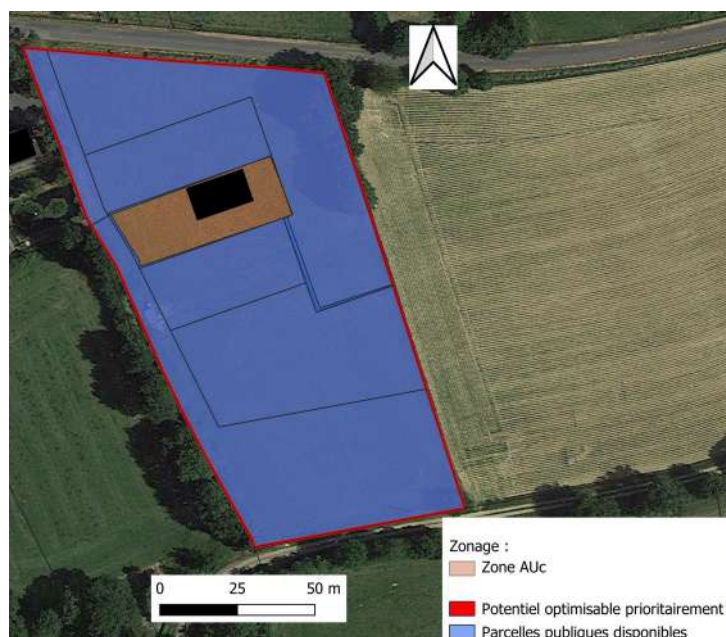 0 25 50 m
Zonage :
Zone AUc
Potentiel optimisable prioritairement
Parcelles publiques disponibles